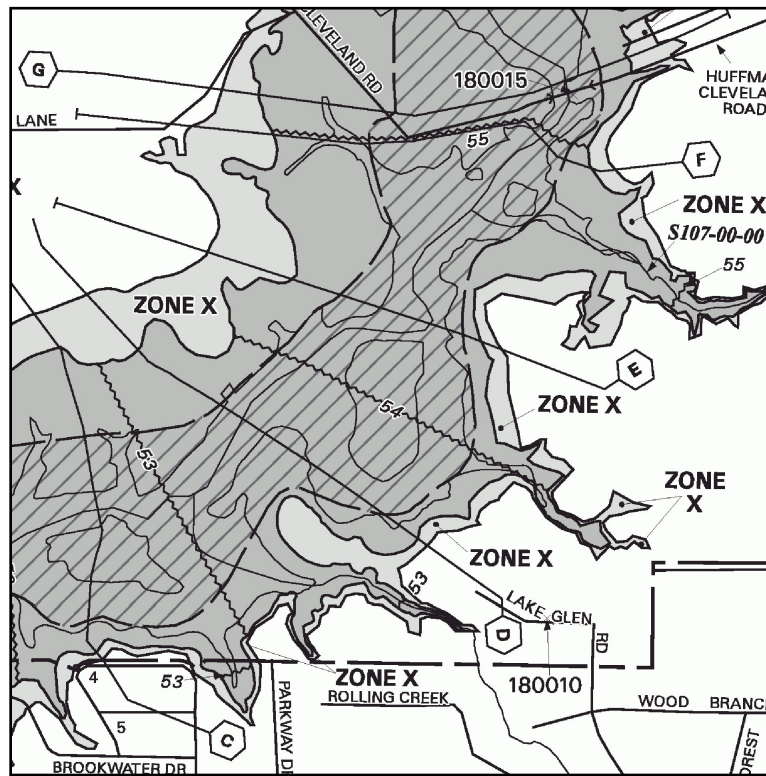 CLEVELAND RD
G
180015
HUFFMA
CLEVELA
ROAD
LANE
55
F
X
ZONE X
S107-00-00
55
ZONE X
E
ZONE X
54
53
ZONE
X
ZONE X
53
LAKE GLEN
D
RD
ZONE X
53
4
ROLLING CREEK
180010
PARKWAY DR
WOOD BRANC
5
C
BROOKWATER DR
OREST